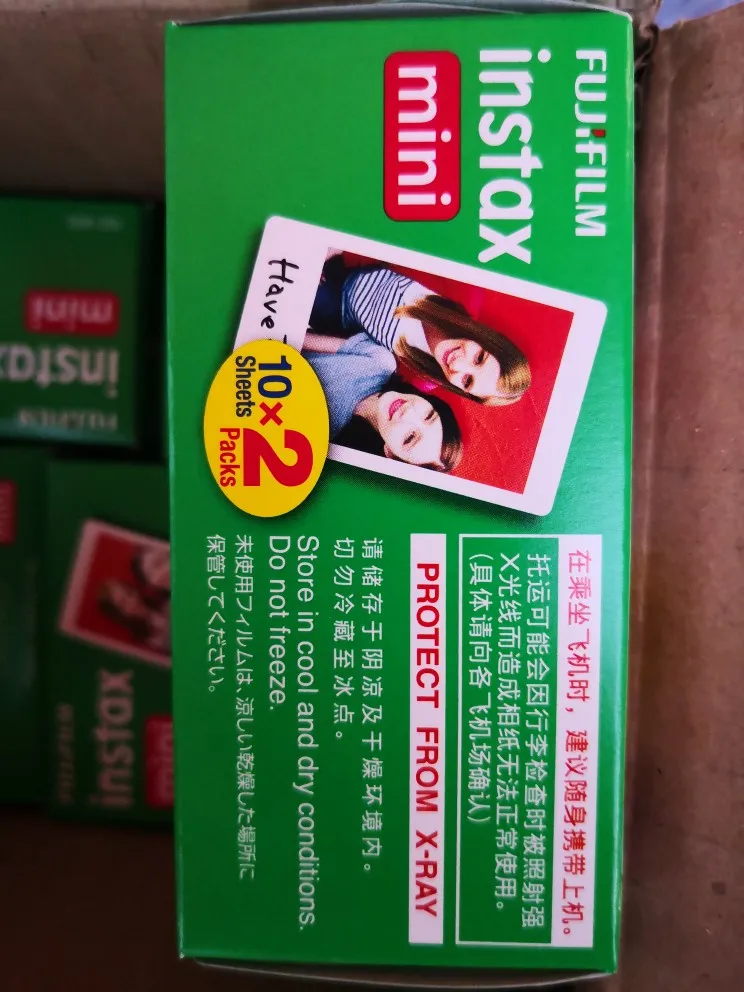 FUJIFILM
instax
mini
Have
10×2
Sheets Packs
在乘坐飞机时，建议随身携带上机。
托运可能会因行李检查时被照射强
X光线而造成相纸无法正常使用。
(具体请向各飞机场确认)
PROTECT FROM X-RAY
请储存于阴凉及干燥环境内。
切勿冷藏至冰点。
Store in cool and dry conditions.
Do not freeze.
未使用フィルムは、涼しい乾燥した場所に
保管してください。
FUJIFILM
instax
mini
FUJIFILM
instax
mini